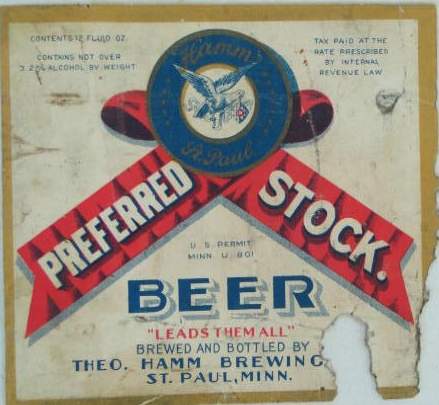 CONTENTS 12 FLUID OZ.
CONTAINS NOT OVER
3.2% ALCOHOL BY WEIGHT
TAX PAID AT THE
RATE PRESCRIBED
BY INTERNAL
REVENUE LAW
Hamm
St. Paul
PREFERRED STOCK.
U.S. PERMIT
MINN. U. 801
BEER
"LEADS THEM ALL"
BREWED AND BOTTLED BY
THEO. HAMM BREWING
ST. PAUL, MINN.